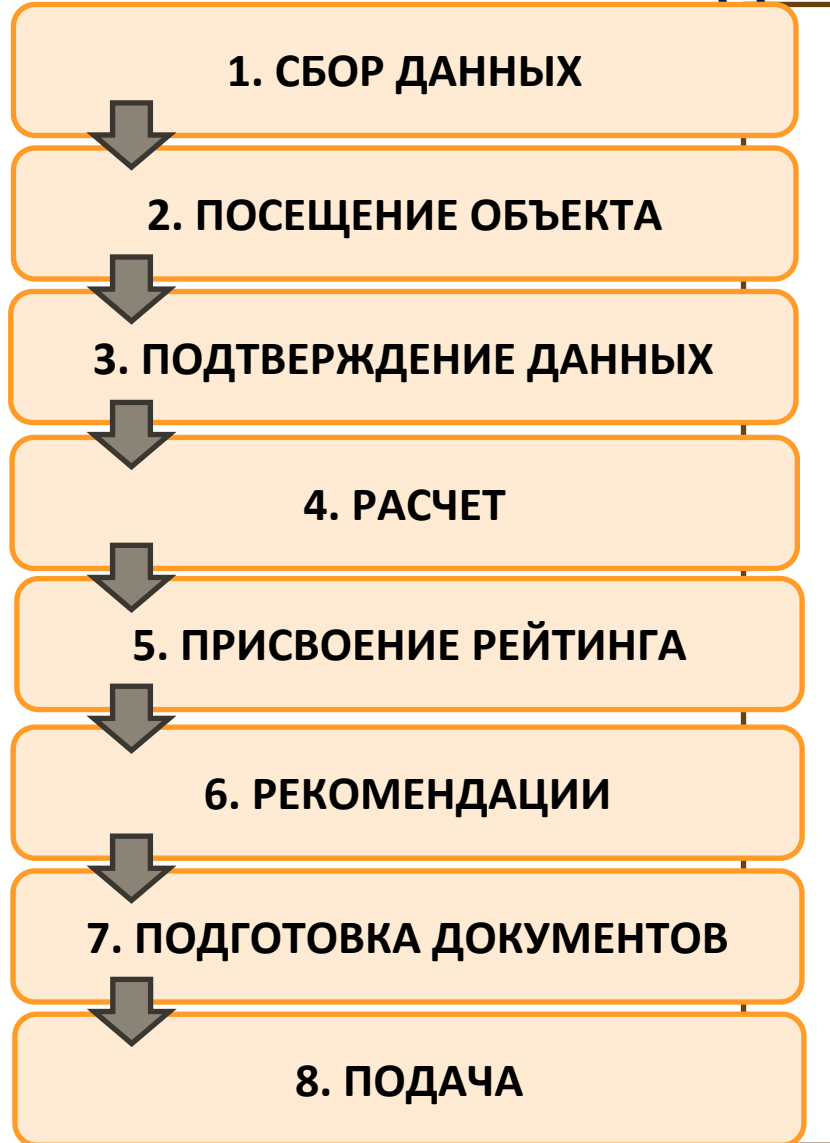 1. СБОР ДАННЫХ
2. ПОСЕЩЕНИЕ ОБЪЕКТА
3. ПОДТВЕРЖДЕНИЕ ДАННЫХ
4. РАСЧЕТ
5. ПРИСВОЕНИЕ РЕЙТИНГА
6. РЕКОМЕНДАЦИИ
7. ПОДГОТОВКА ДОКУМЕНТОВ
8. ПОДАЧА